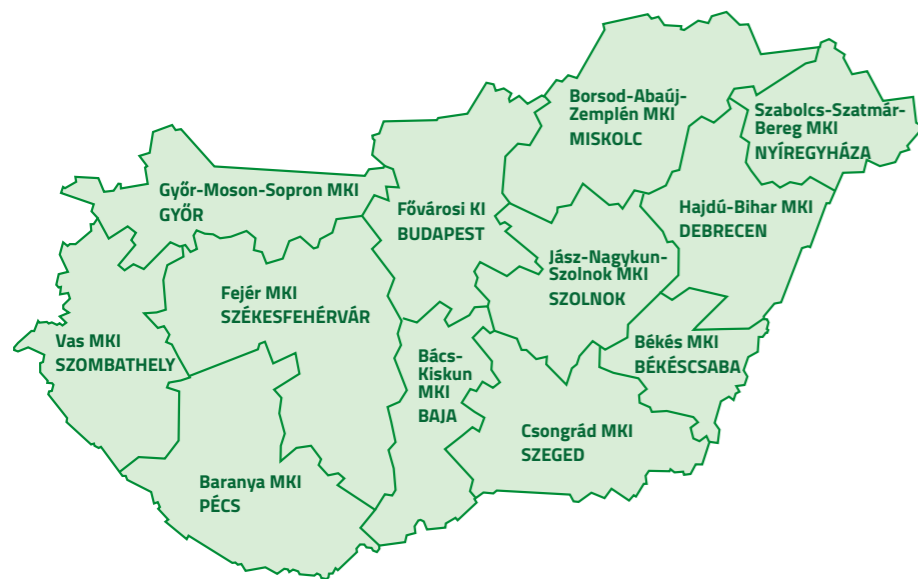 Borsod-Abaúj-
Zemplén MKI
MISKOLC
Szabolcs-Szatmár-
Bereg MKI
NYÍREGYHÁZA
Győr-Moson-Sopron MKI
GYŐR
Fővárosi KI
BUDAPEST
Hajdú-Bihar MKI
DEBRECEN
Jász-Nagykun-
Szolnok MKI
SZOLNOK
Fejér MKI
SZÉKESFEHÉRVÁR
Vas MKI
SZOMBATHELY
Bács-
Kiskun
MKI
BAJA
Békés MKI
BÉKÉSCSABA
Csongrád MKI
SZEGED
Baranya MKI
PÉCS